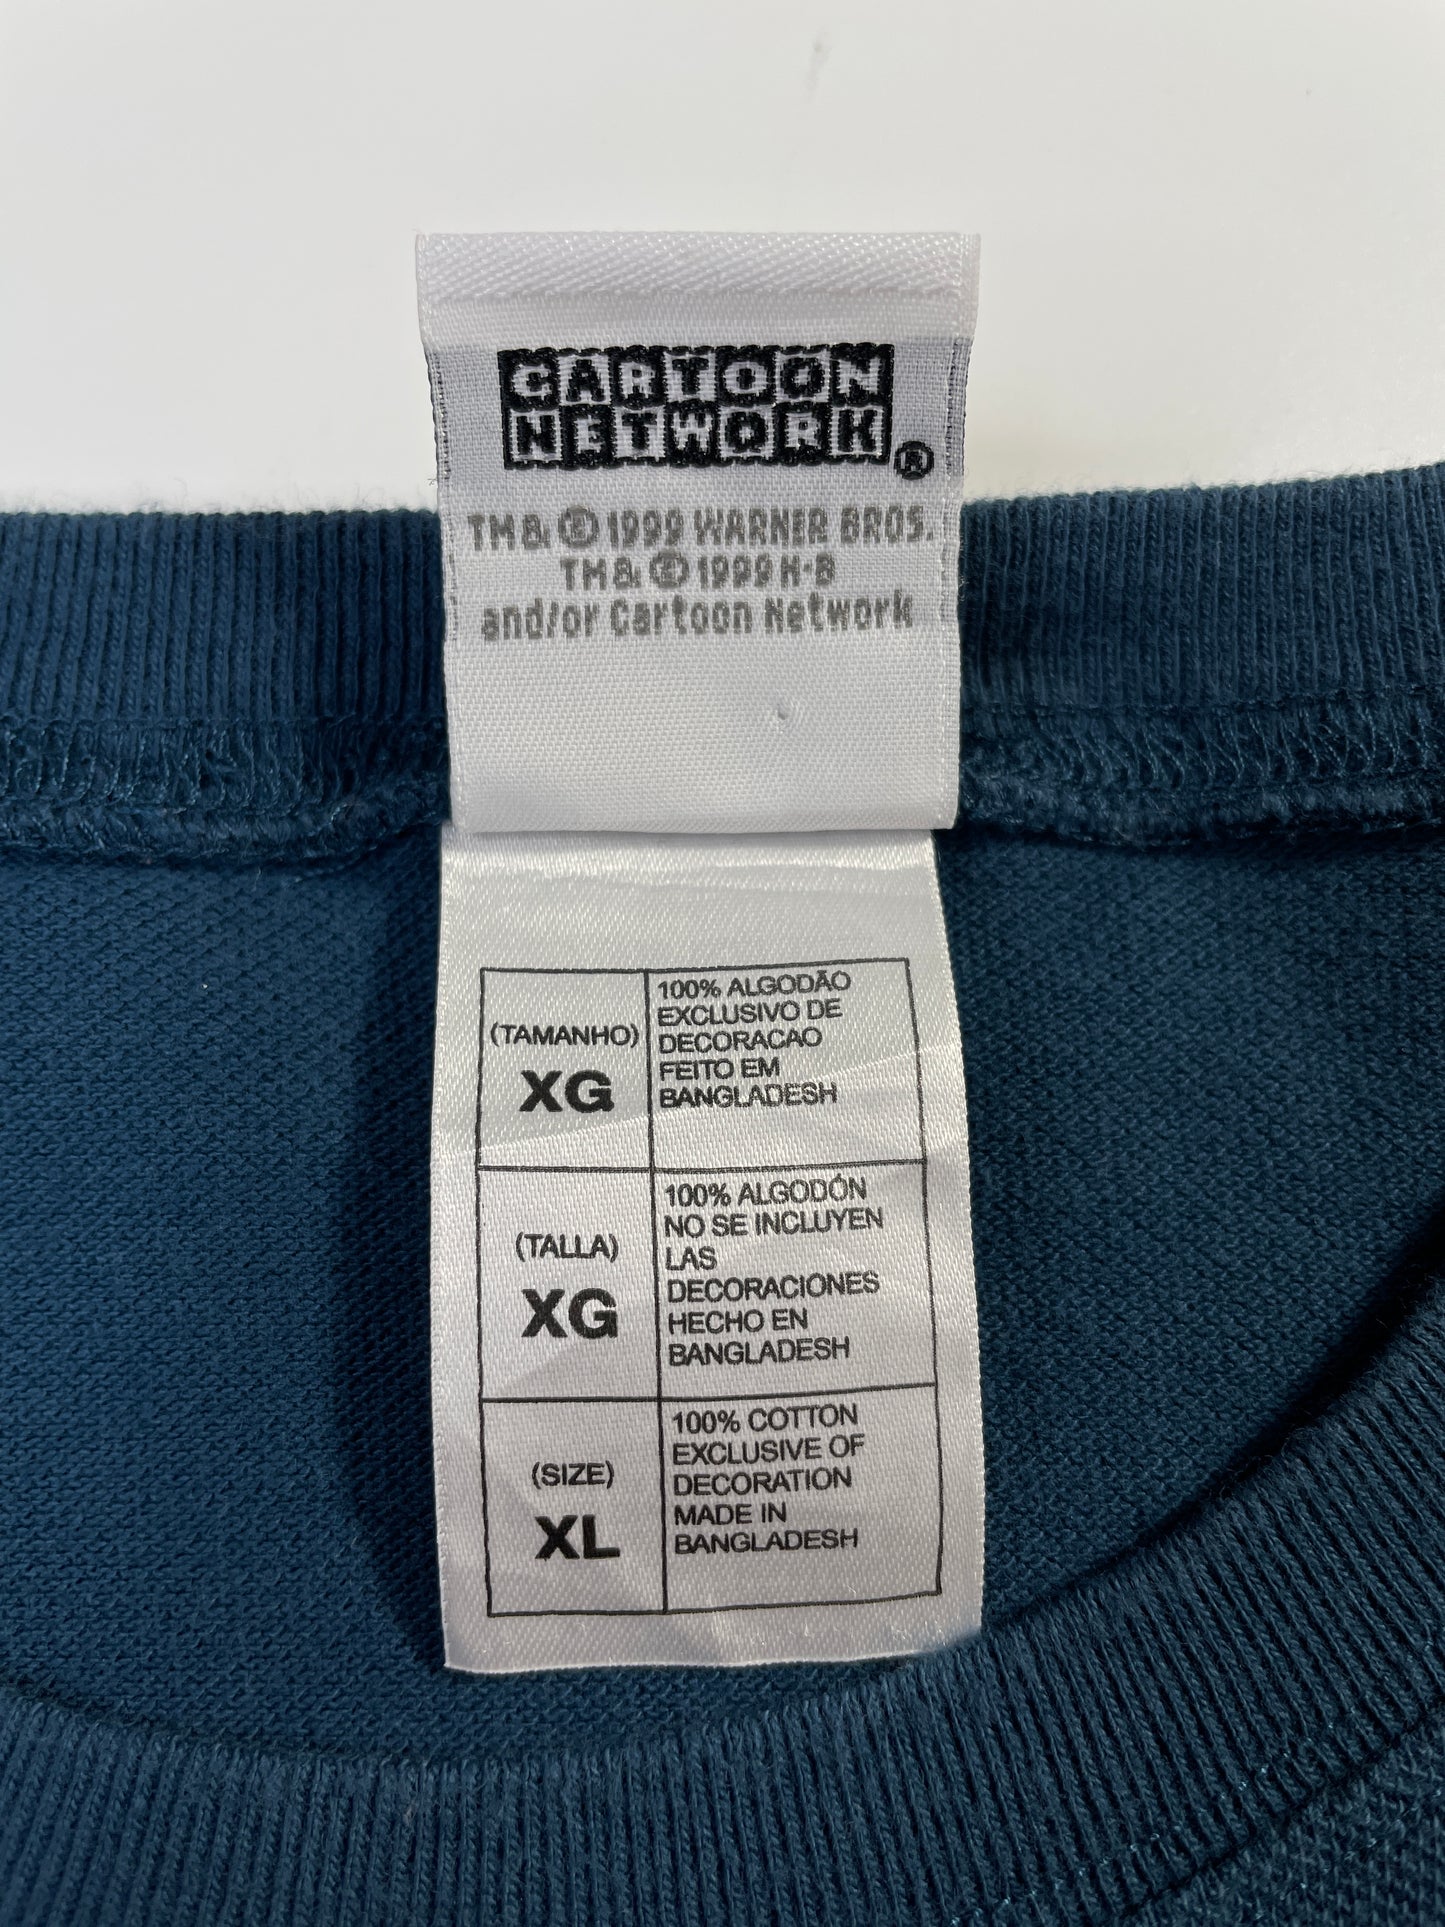 CARTOON
NETWORK®
TM & © 1999 WARNER BROS.
TM & © 1999 H-B
and/or Cartoon Network
(TAMANHO)
XG
100% ALGODÃO
EXCLUSIVO DE
DECORACAO
FEITO EM
BANGLADESH
(TALLA)
XG
100% ALGODÓN
NO SE INCLUYEN
LAS
DECORACIONES
HECHO EN
BANGLADESH
(SIZE)
XL
100% COTTON
EXCLUSIVE OF
DECORATION
MADE IN
BANGLADESH